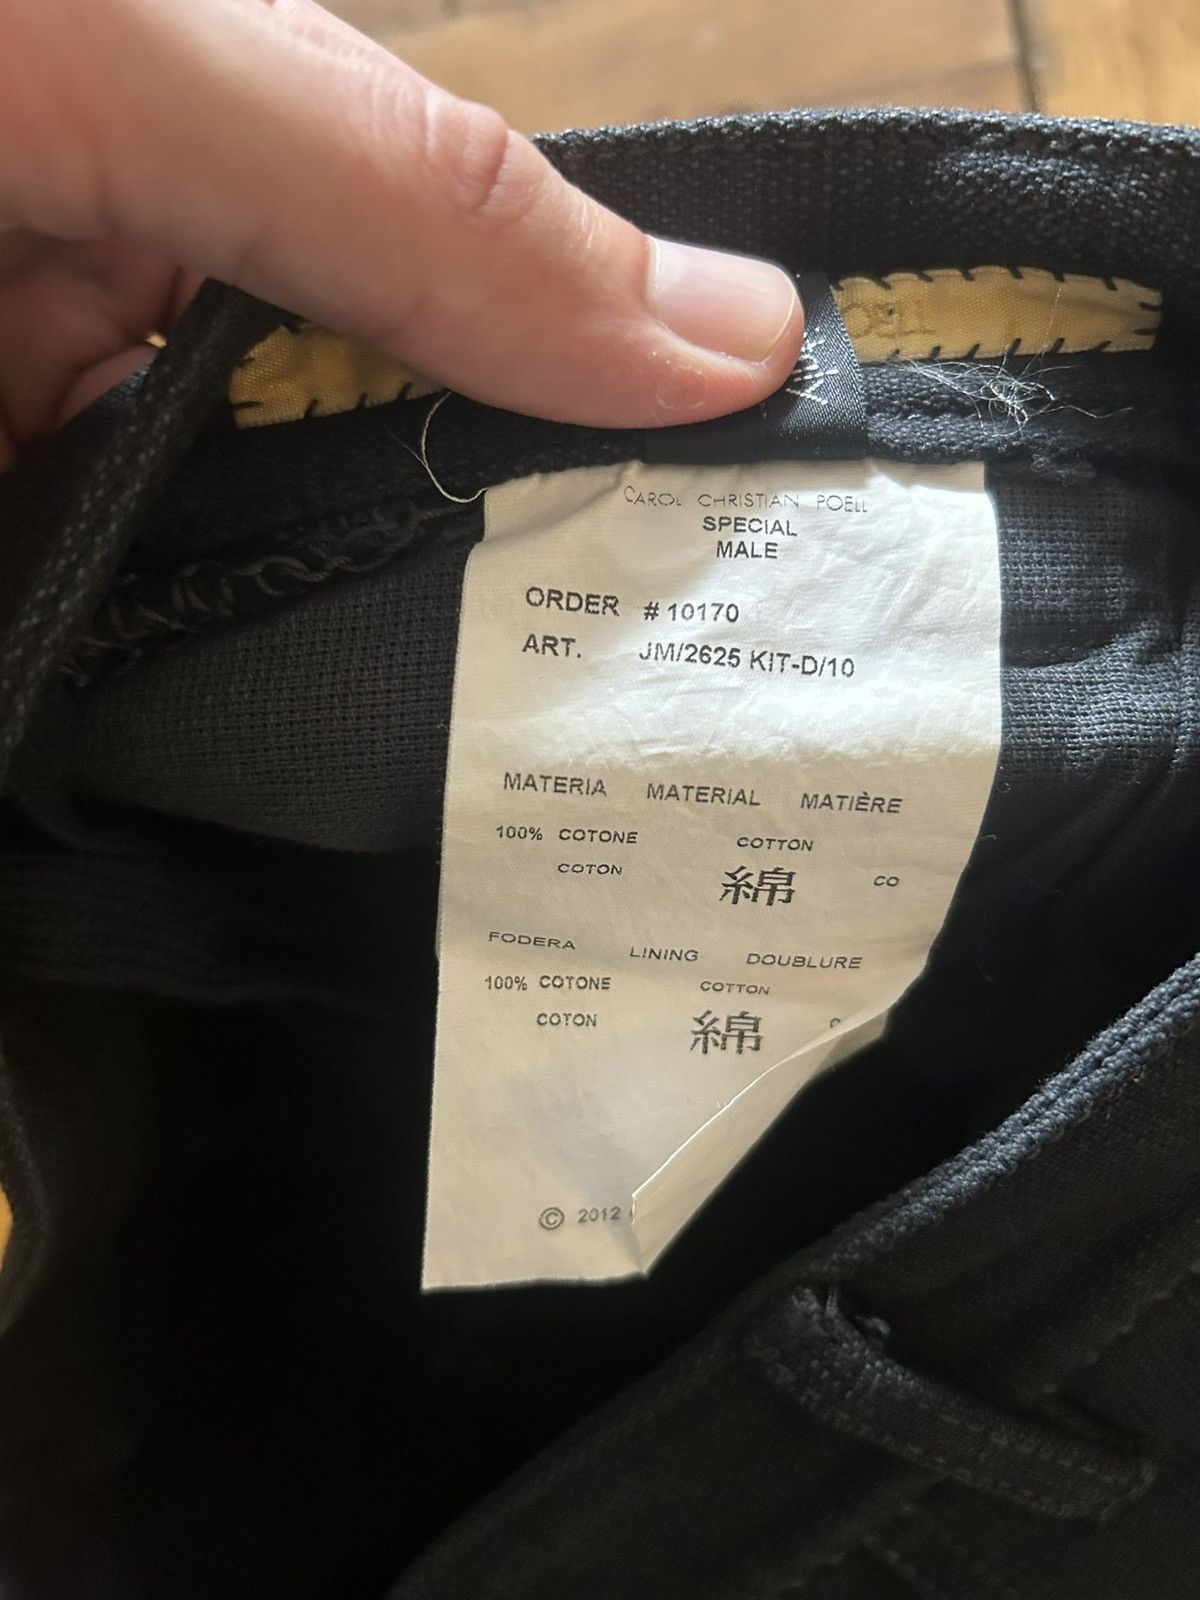 CAROL CHRISTIAN POELL
SPECIAL
MALE
ORDER # 10170
ART. JM/2625 KIT-D/10
MATERIA MATERIAL MATIÈRE
100% COTONE COTTON
COTON 綿 CO
FODERA LINING DOUBLURE
100% COTONE COTTON
COTON 綿
© 2012